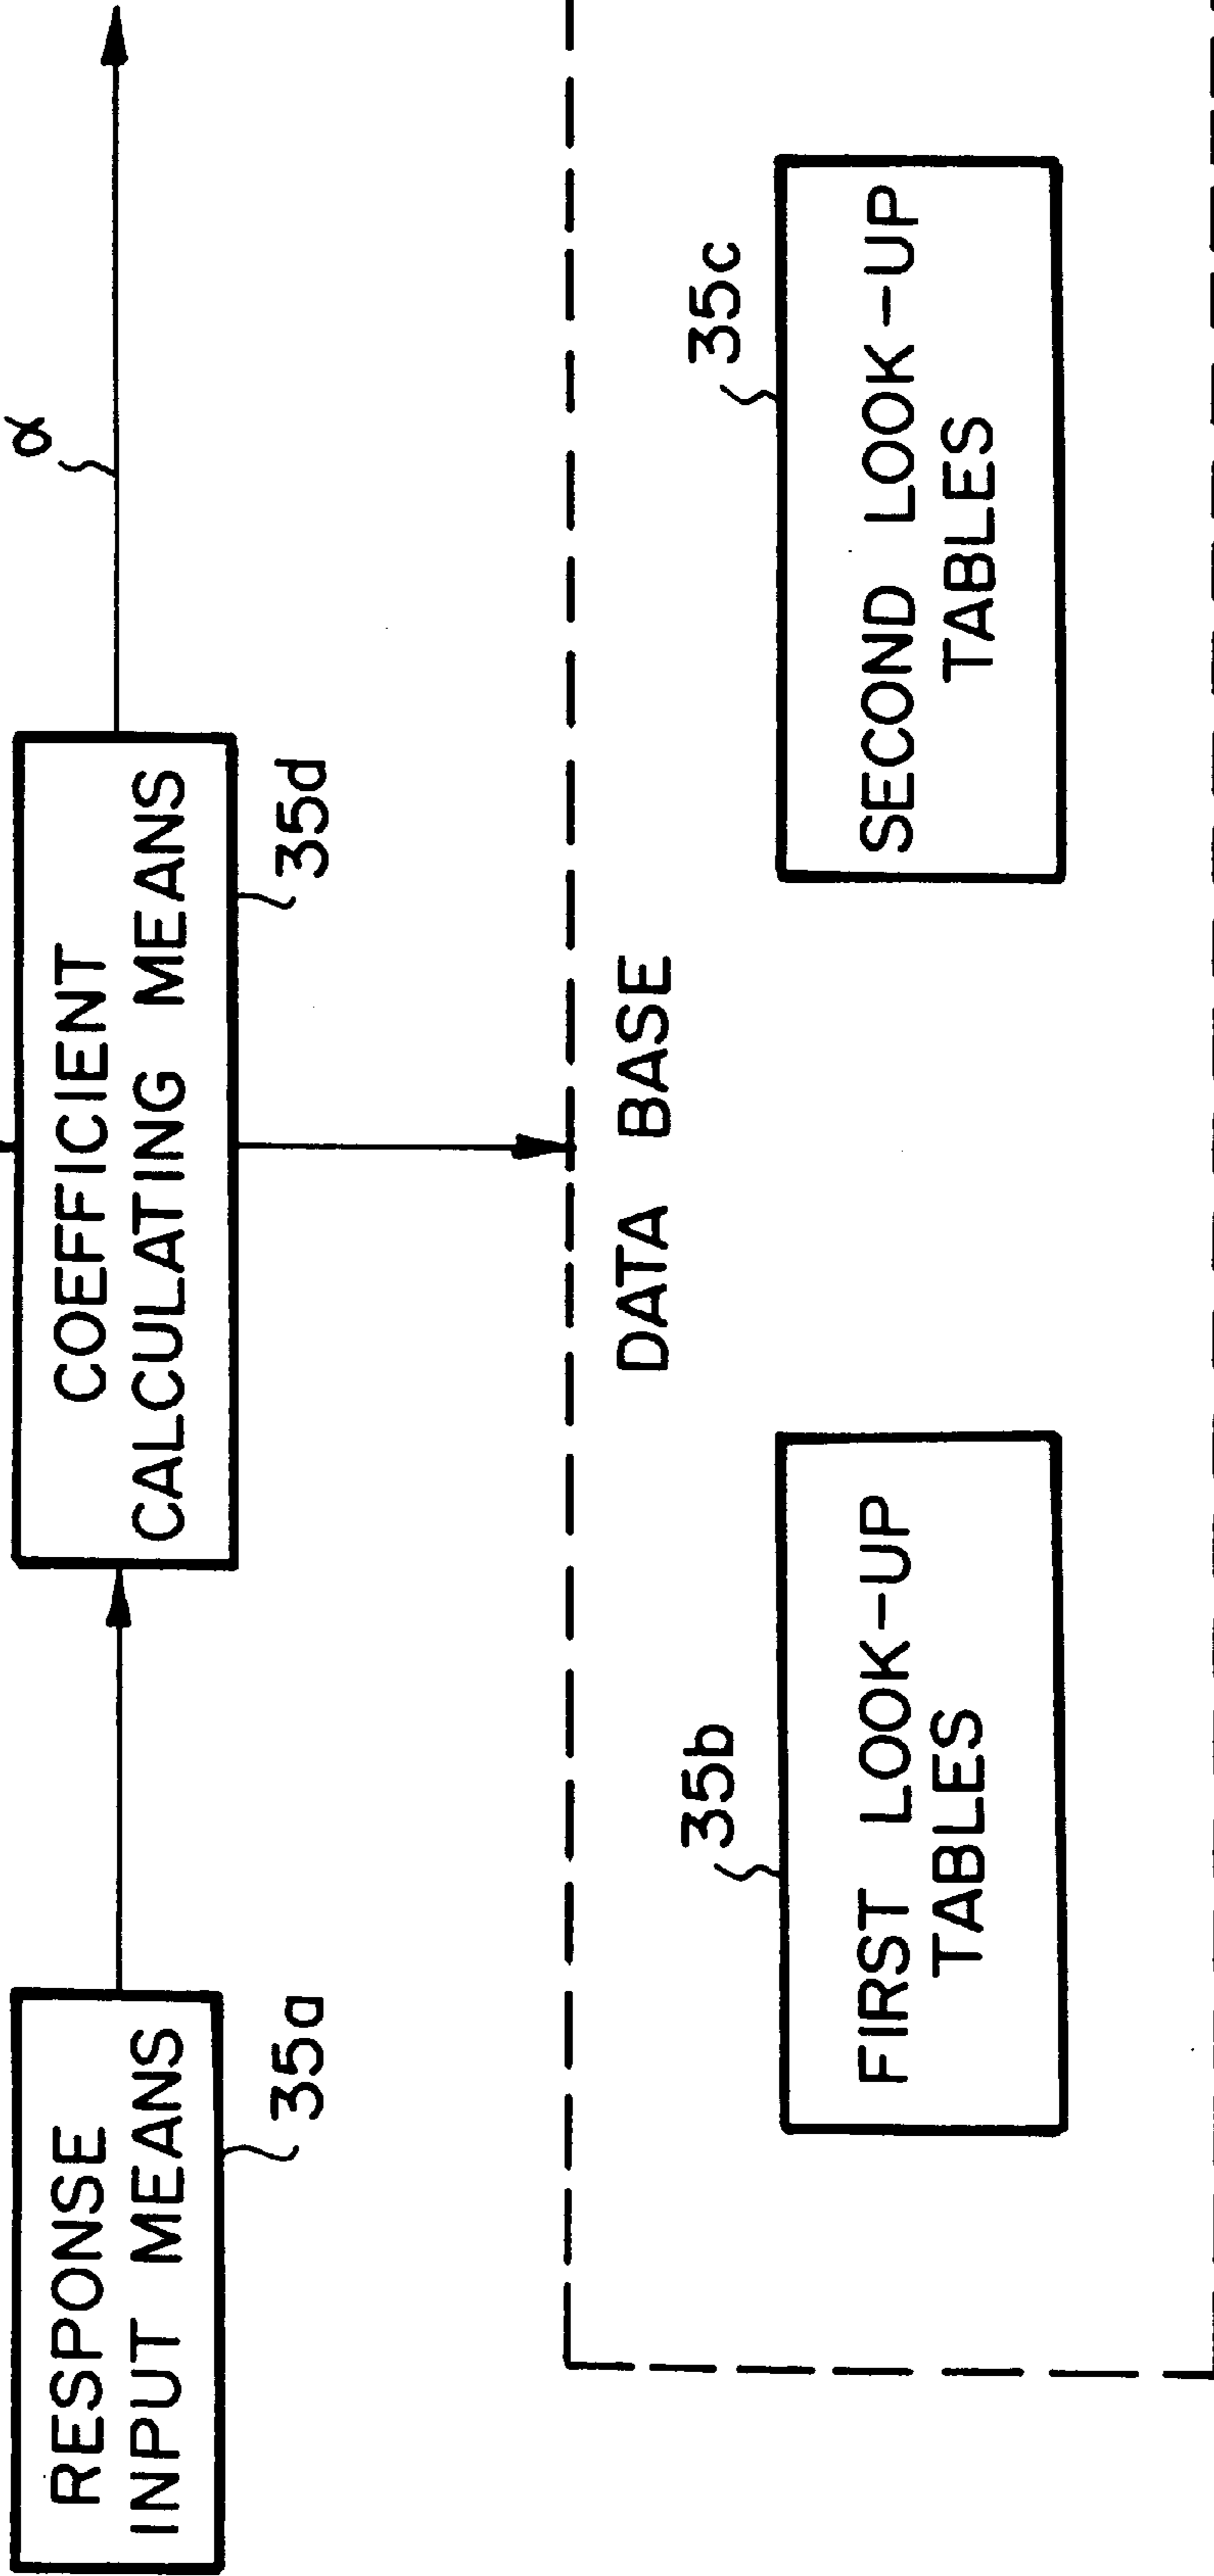 RESPONSE
INPUT MEANS
35a
COEFFICIENT
CALCULATING MEANS
35d
α
DATA BASE
35b
FIRST LOOK-UP
TABLES
35c
SECOND LOOK-UP
TABLES